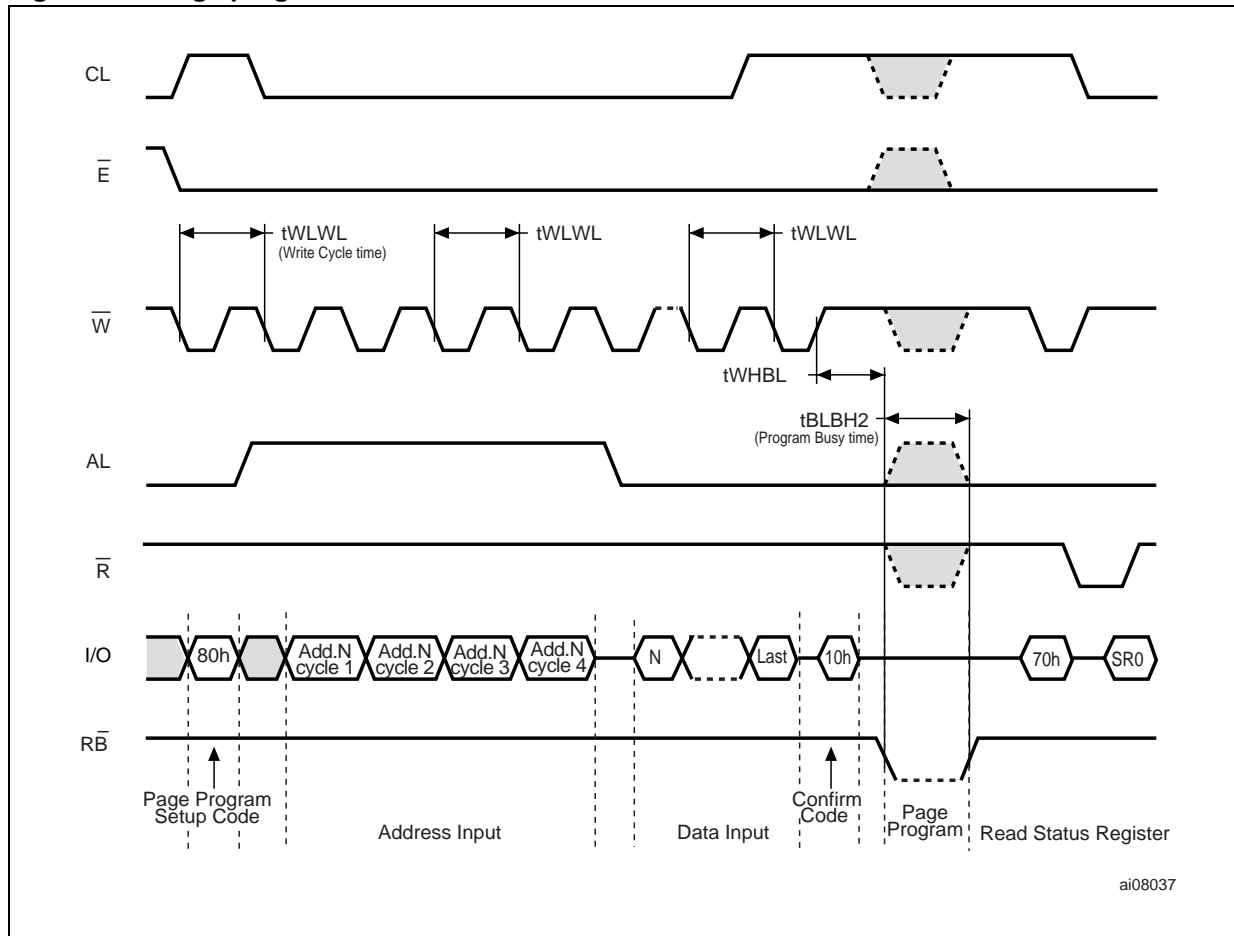 CL
E
tWLWL
(Write Cycle time)
tWLWL
tWLWL
W
tWHBL
tBLBH2
(Program Busy time)
AL
R
I/O
80h
Add.N
cycle 1
Add.N
cycle 2
Add.N
cycle 3
Add.N
cycle 4
N
Last
10h
70h
SR0
RB
Page Program
Setup Code
Address Input
Data Input
Confirm
Code
Page
Program
Read Status Register
ai08037